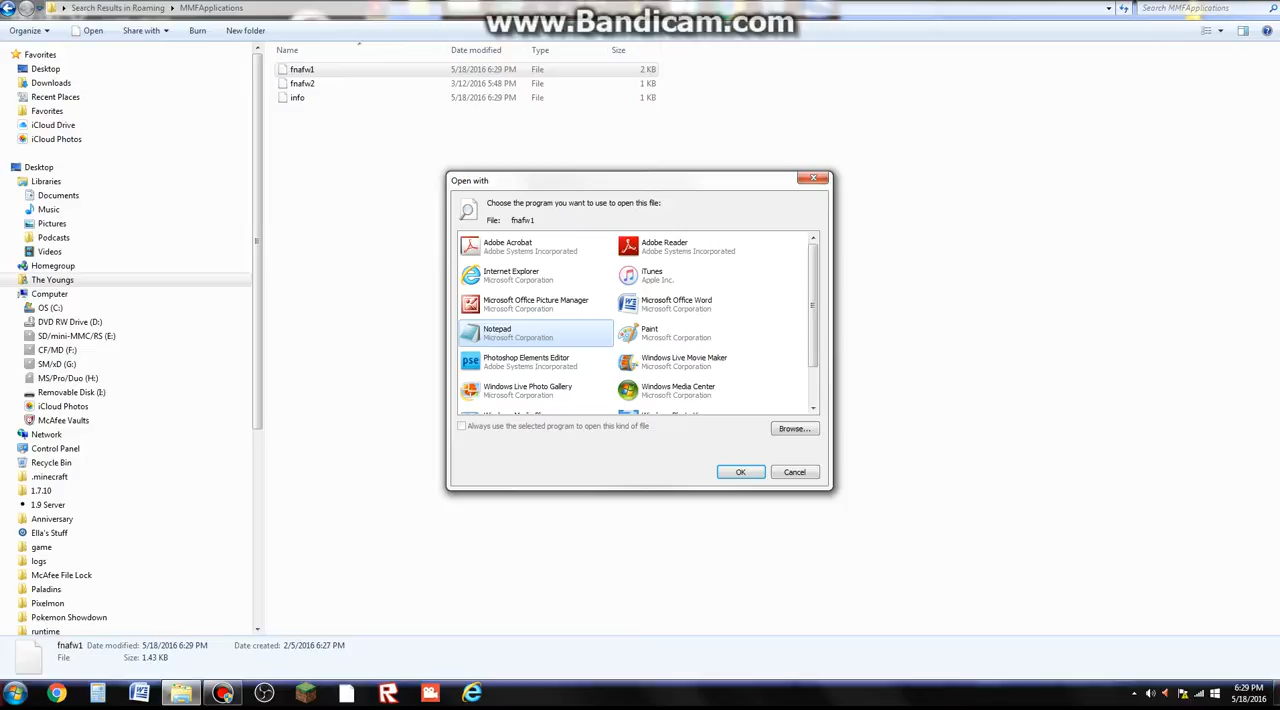 Search Results in Roaming ▸ MMFApplications
Search MMFApplications
www.Bandicam.com
Organize Open Share with Burn New folder
Name Date modified Type Size
fnafw1 5/18/2016 6:29 PM File 2 KB
fnafw2 3/12/2016 5:48 PM File 1 KB
info 5/18/2016 6:29 PM File 1 KB
Favorites
Desktop
Downloads
Recent Places
Favorites
iCloud Drive
iCloud Photos
Desktop
Libraries
Documents
Music
Pictures
Podcasts
Videos
Homegroup
The Youngs
Computer
OS (C:)
DVD RW Drive (D:)
SD/mini-MMC/RS (E:)
CF/MD (F:)
SM/xD (G:)
MS/Pro/Duo (H:)
Removable Disk (I:)
iCloud Photos
McAfee Vaults
Network
Control Panel
Recycle Bin
.minecraft
1.7.10
1.9 Server
Anniversary
Ella's Stuff
game
logs
McAfee File Lock
Paladins
Pixelmon
Pokemon Showdown
runtime
Open with
Choose the program you want to use to open this file:
File: fnafw1
Adobe Acrobat
Adobe Systems Incorporated
Adobe Reader
Adobe Systems Incorporated
Internet Explorer
Microsoft Corporation
iTunes
Apple Inc.
Microsoft Office Picture Manager
Microsoft Corporation
Microsoft Office Word
Microsoft Corporation
Notepad
Microsoft Corporation
Paint
Microsoft Corporation
Photoshop Elements Editor
Adobe Systems Incorporated
Windows Live Movie Maker
Microsoft Corporation
Windows Live Photo Gallery
Microsoft Corporation
Windows Media Center
Microsoft Corporation
Always use the selected program to open this kind of file
Browse...
OK Cancel
fnafw1 Date modified: 5/18/2016 6:29 PM Date created: 2/5/2016 6:27 PM
File Size: 1.43 KB
6:29 PM
5/18/2016